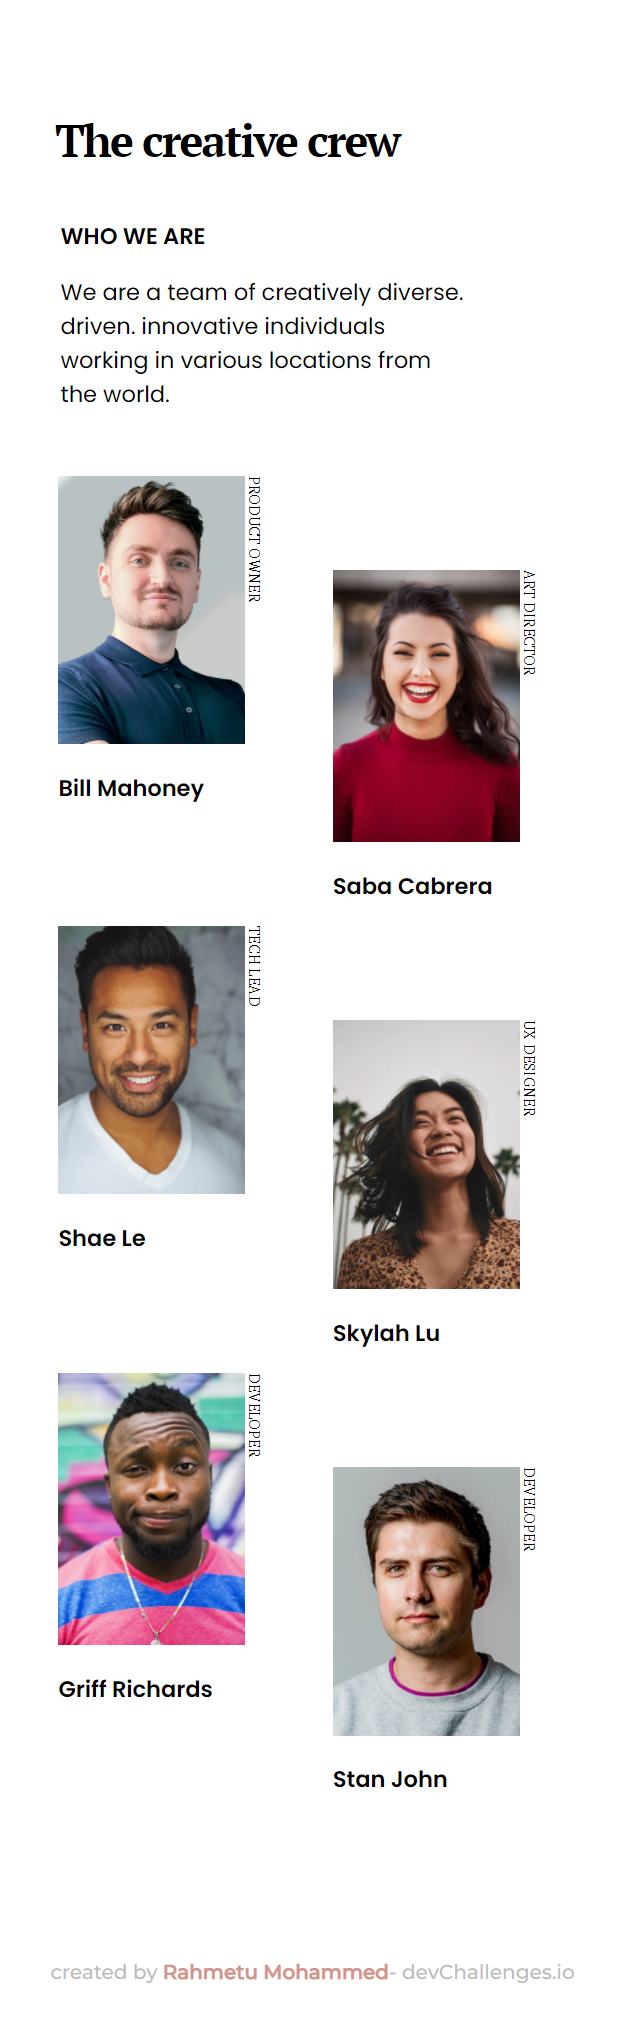 The creative crew
WHO WE ARE
We are a team of creatively diverse.
driven. innovative individuals
working in various locations from
the world.
PRODUCT OWNER
Bill Mahoney
ART DIRECTOR
Saba Cabrera
TECH LEAD
Shae Le
UX DESIGNER
Skylah Lu
DEVELOPER
Griff Richards
DEVELOPER
Stan John
created by Rahmetu Mohammed- devChallenges.io